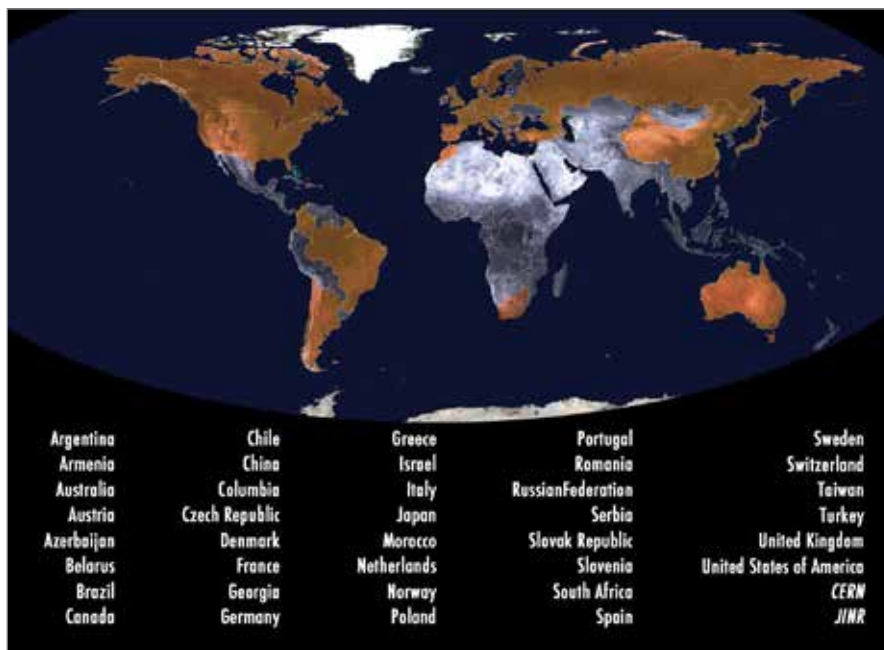 Argentina
Armenia
Australia
Austria
Azerbaijan
Belarus
Brazil
Canada
Chile
China
Columbia
Czech Republic
Denmark
France
Georgia
Germany
Greece
Israel
Italy
Japan
Morocco
Netherlands
Norway
Poland
Portugal
Romania
RussianFederation
Serbia
Slovak Republic
Slovenia
South Africa
Spain
Sweden
Switzerland
Taiwan
Turkey
United Kingdom
United States of America
CERN
JINR